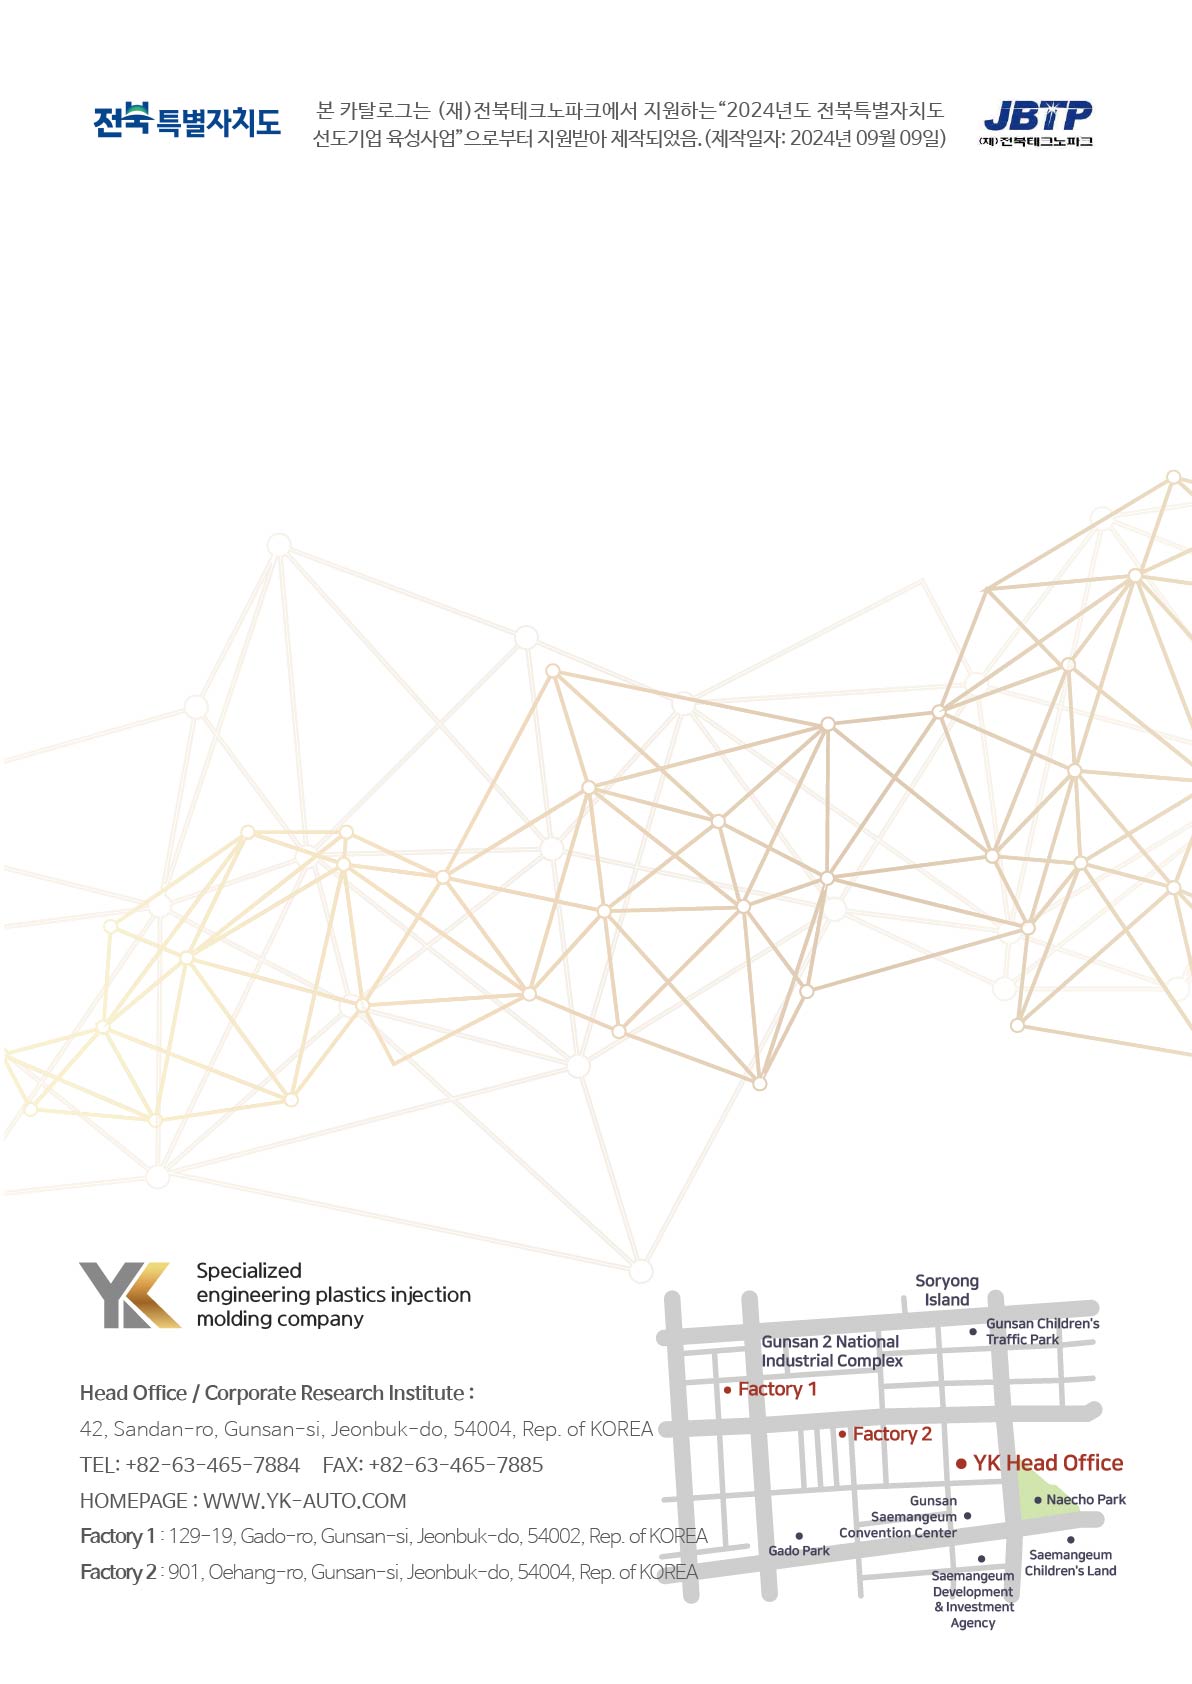 전북특별자치도
본 카탈로그는 (재)전북테크노파크에서 지원하는“2024년도 전북특별자치도
선도기업 육성사업”으로부터 지원받아 제작되었음.(제작일자: 2024년 09월 09일)
JBTP
(재)전북테크노파크
YK
Specialized
engineering plastics injection
molding company
Head Office / Corporate Research Institute :
42, Sandan-ro, Gunsan-si, Jeonbuk-do, 54004, Rep. of KOREA
TEL: +82-63-465-7884 FAX: +82-63-465-7885
HOMEPAGE : WWW.YK-AUTO.COM
Factory 1 : 129-19, Gado-ro, Gunsan-si, Jeonbuk-do, 54002, Rep. of KOREA
Factory 2 : 901, Oehang-ro, Gunsan-si, Jeonbuk-do, 54004, Rep. of KOREA
Soryong
Island
Gunsan Children's
Traffic Park
Gunsan 2 National
Industrial Complex
Factory 1
Factory 2
YK Head Office
Gunsan
Saemangeum
Convention Center
Naecho Park
Gado Park
Saemangeum
Children's Land
Saemangeum
Development
& Investment
Agency